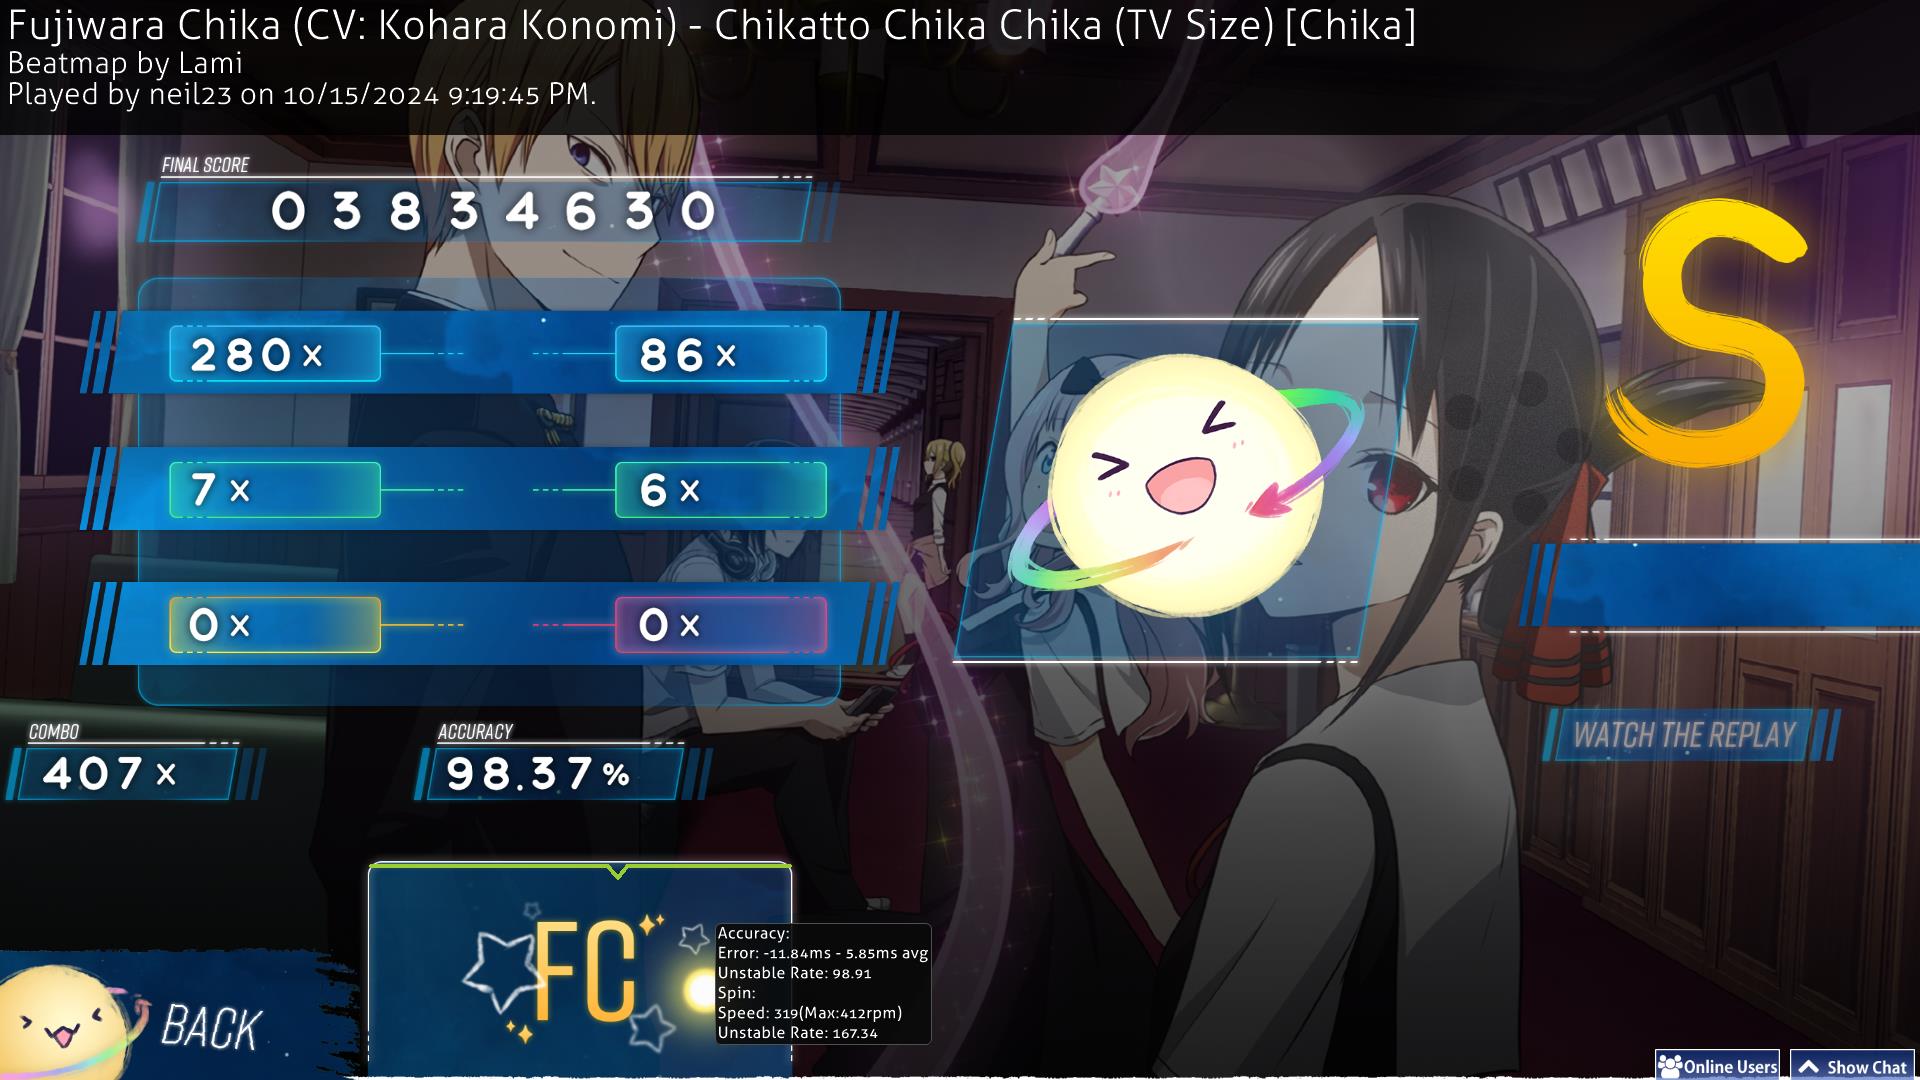 Fujiwara Chika (CV: Kohara Konomi) - Chikatto Chika Chika (TV Size) [Chika]
Beatmap by Lami
Played by neil23 on 10/15/2024 9:19:45 PM.
FINAL SCORE
03834630
280x 86x
7x 6x
0x 0x
S
COMBO ACCURACY
407x 98.37%
WATCH THE REPLAY
FC
Accuracy:
Error: -11.84ms - 5.85ms avg
Unstable Rate: 98.91
Spin:
Speed: 319(Max:412rpm)
Unstable Rate: 167.34
BACK
Online Users Show Chat